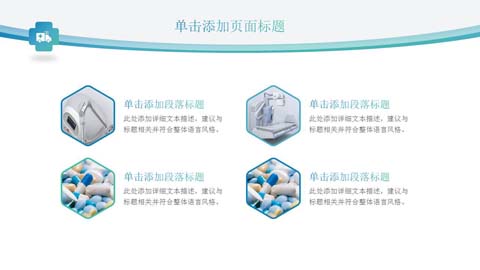 单击添加页面标题
单击添加段落标题
此处添加详细文本描述，建议与
标题相关并符合整体语言风格。
单击添加段落标题
此处添加详细文本描述，建议与
标题相关并符合整体语言风格。
单击添加段落标题
此处添加详细文本描述，建议与
标题相关并符合整体语言风格。
单击添加段落标题
此处添加详细文本描述，建议与
标题相关并符合整体语言风格。